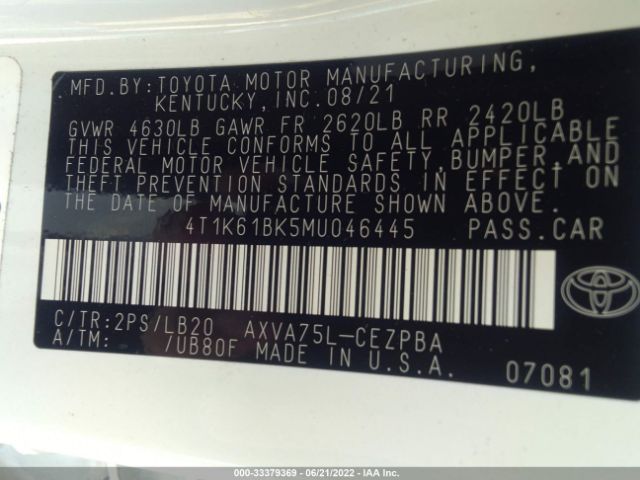 MFD.BY:TOYOTA MOTOR MANUFACTURING,
KENTUCKY,INC.08/21
GVWR 4630LB GAWR FR 2620LB RR 2420LB
THIS VEHICLE CONFORMS TO ALL APPLICABLE
FEDERAL MOTOR VEHICLE SAFETY,BUMPER,AND
THEFT PREVENTION STANDARDS IN EFFECT ON
THE DATE OF MANUFACTURE SHOWN ABOVE.
4T1K61BK5MU046445 PASS.CAR
C/TR:2PS/LB20 AXVA75L-CEZPBA
A/TM: /UB80F MADE IN U.S.A. 07081
000-33379369 - 06/21/2022 - IAAI.COM